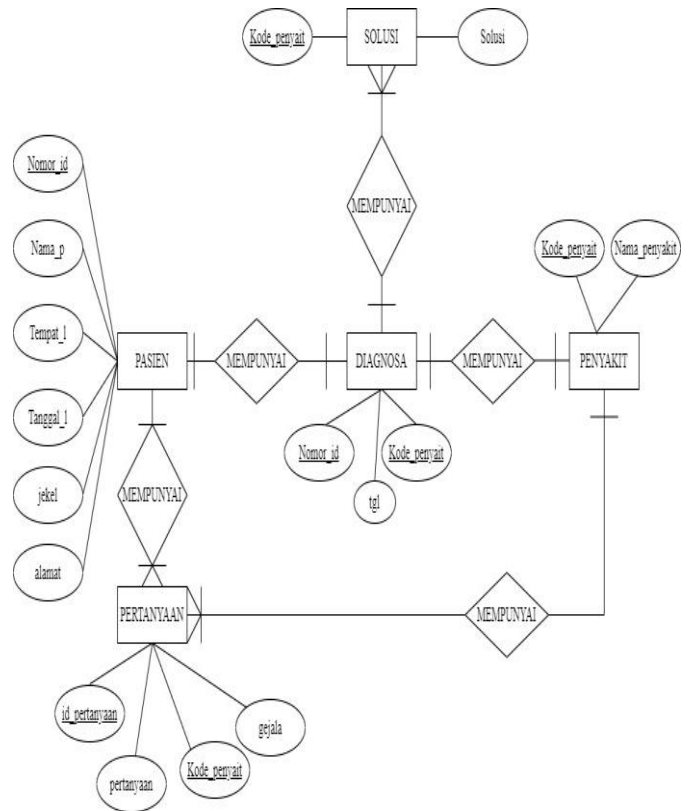 Kode_penyait
SOLUSI
Solusi
MEMPUNYAI
Nomor_id
Nama_p
Tempat_l
Tanggal_l
jekel
alamat
Kode_penyait
Nama_penyakit
PASIEN
MEMPUNYAI
DIAGNOSA
MEMPUNYAI
PENYAKIT
Nomor_id
Kode_penyait
tgl
MEMPUNYAI
PERTANYAAN
MEMPUNYAI
id_pertanyaan
pertanyaan
Kode_penyait
gejala